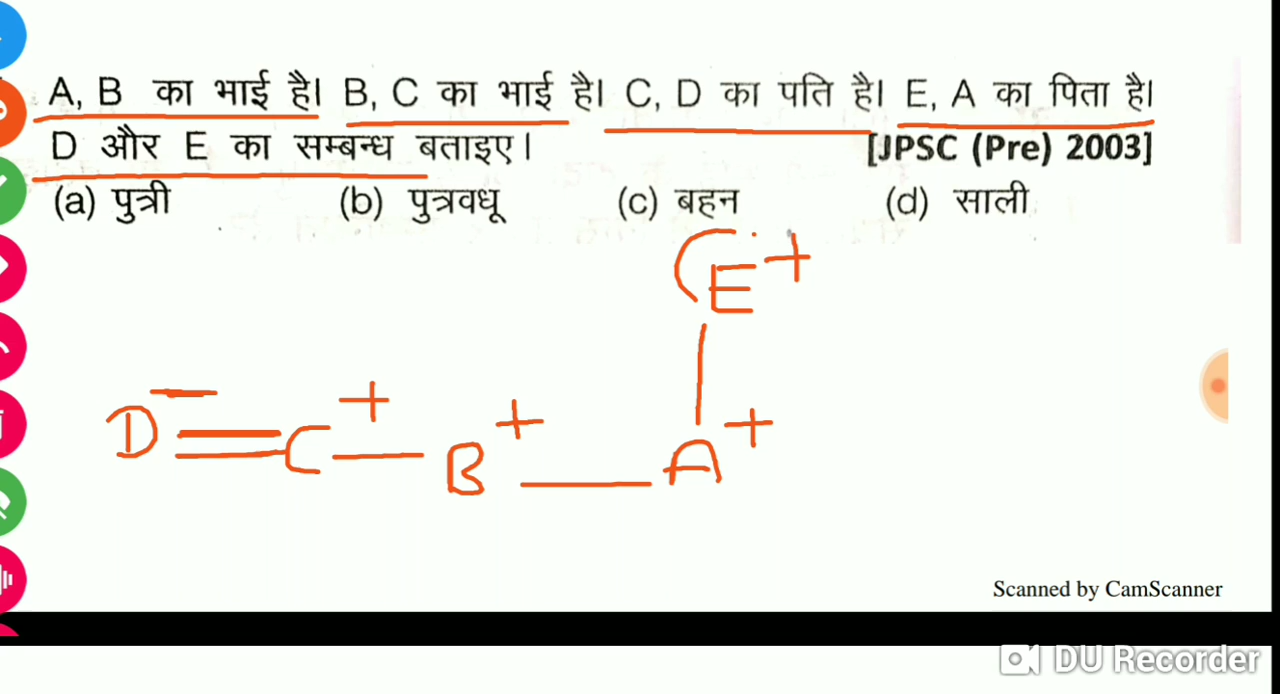 A, B का भाई है। B, C का भाई है। C, D का पति है। E, A का पिता है।
D और E का सम्बन्ध बताइए।
[JPSC (Pre) 2003]
(a) पुत्री (b) पुत्रवधू (c) बहन (d) साली
E +
D − C + B + A +
Scanned by CamScanner
DU Recorder